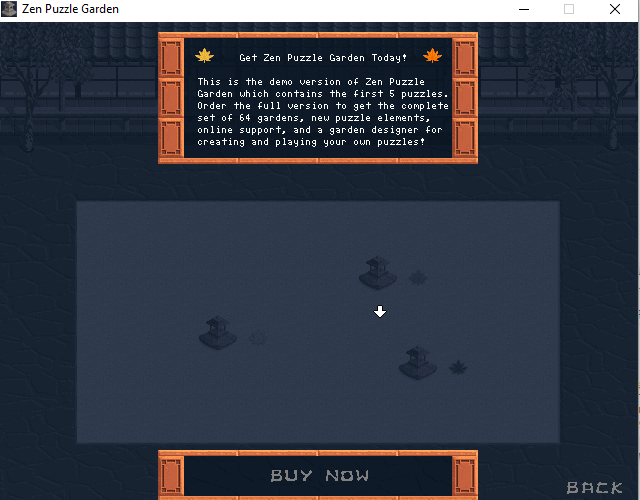 Zen Puzzle Garden
Get Zen Puzzle Garden Today!
This is the demo version of Zen Puzzle
Garden which contains the first 5 puzzles.
Order the full version to get the complete
set of 64 gardens, new puzzle elements,
online support, and a garden designer for
creating and playing your own puzzles!
BUY NOW
BACK